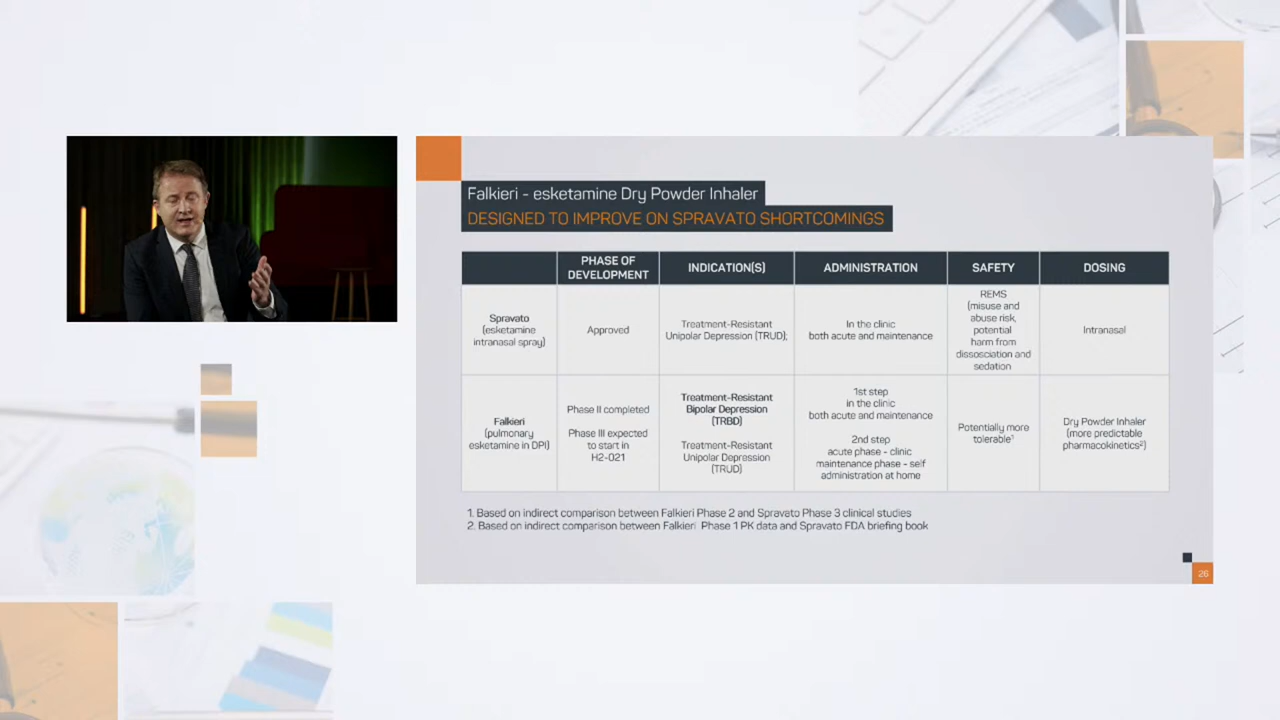 Falkieri - esketamine Dry Powder Inhaler
DESIGNED TO IMPROVE ON SPRAVATO SHORTCOMINGS
PHASE OF
DEVELOPMENT
INDICATION(S)
ADMINISTRATION
SAFETY
DOSING
Spravato
(esketamine
intranasal spray)
Approved
Treatment-Resistant
Unipolar Depression (TRUD);
In the clinic
both acute and maintenance
REMS
(misuse and
abuse risk,
potential
harm from
dissosciation and
sedation
Intranasal
Falkieri
(pulmonary
esketamine in DPI)
Phase II completed
Phase III expected
to start in
H2-021
Treatment-Resistant
Bipolar Depression
(TRBD)
Treatment-Resistant
Unipolar Depression
(TRUD)
1st step
in the clinic
both acute and maintenance
2nd step
acute phase - clinic
maintenance phase - self
administration at home
Potentially more
tolerable¹
Dry Powder Inhaler
(more predictable
pharmacokinetics²)
1. Based on indirect comparison between Falkieri Phase 2 and Spravato Phase 3 clinical studies
2. Based on indirect comparison between Falkieri Phase 1 PK data and Spravato FDA briefing book
26